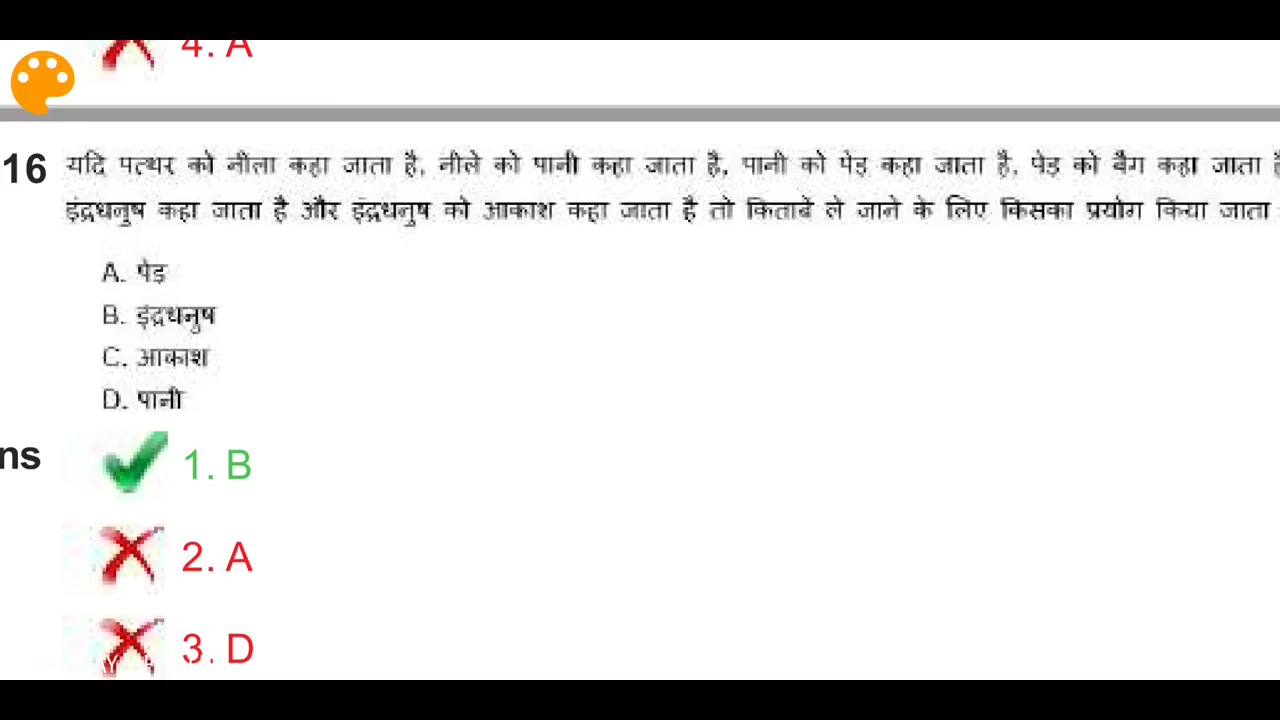 4. A
16 यदि पत्थर को नीला कहा जाता है, नीले को पानी कहा जाता है, पानी को पेड़ कहा जाता है, पेड़ को बैग कहा जाता
इंद्रधनुष कहा जाता है और इंद्रधनुष को आकाश कहा जाता है तो किताबें ले जाने के लिए किसका प्रयोग किया जाता
A. पेड़
B. इंद्रधनुष
C. आकाश
D. पानी
ns
1. B
2. A
3. D